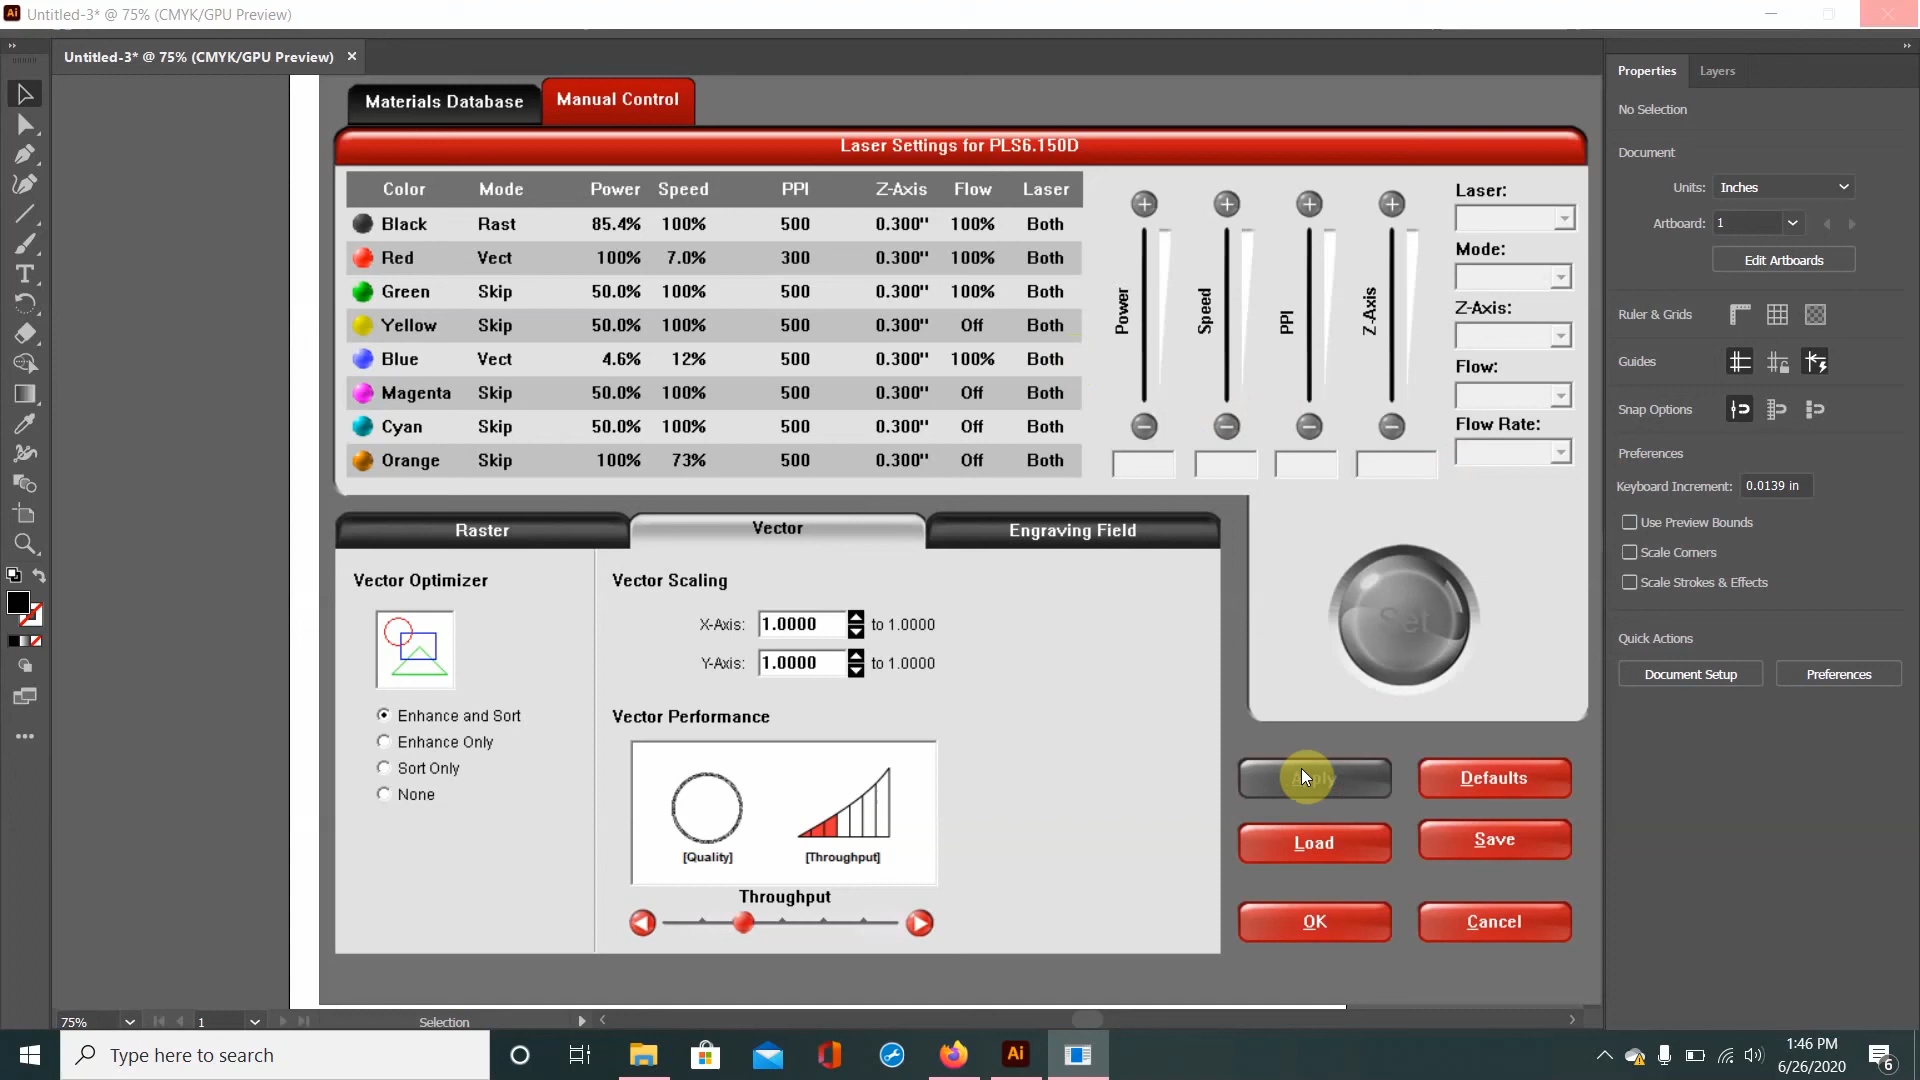 Untitled-3* @ 75% (CMYK/GPU Preview)
Untitled-3* @ 75% (CMYK/GPU Preview) ×
Materials Database Manual Control
Laser Settings for PLS6.150D
Color Mode Power Speed PPI Z-Axis Flow Laser
Black Rast 85.4% 100% 500 0.300'' 100% Both
Red Vect 100% 7.0% 300 0.300'' 100% Both
Green Skip 50.0% 100% 500 0.300'' 100% Both
Yellow Skip 50.0% 100% 500 0.300'' Off Both
Blue Vect 4.6% 12% 500 0.300'' 100% Both
Magenta Skip 50.0% 100% 500 0.300'' Off Both
Cyan Skip 50.0% 100% 500 0.300'' Off Both
Orange Skip 100% 73% 500 0.300'' Off Both
Power Speed PPI Z-Axis
Laser:
Mode:
Z-Axis:
Flow:
Flow Rate:
Set
Raster Vector Engraving Field
Vector Optimizer
Enhance and Sort
Enhance Only
Sort Only
None
Vector Scaling
X-Axis: 1.0000 to 1.0000
Y-Axis: 1.0000 to 1.0000
Vector Performance
[Quality] [Throughput]
Throughput
Defaults
Load Save
OK Cancel
Properties Layers
No Selection
Document
Units: Inches
Artboard: 1
Edit Artboards
Ruler & Grids
Guides
Snap Options
Preferences
Keyboard Increment: 0.0139 in
Use Preview Bounds
Scale Corners
Scale Strokes & Effects
Quick Actions
Document Setup Preferences
75% 1 Selection
Type here to search
Ai
1:46 PM
6/26/2020
6